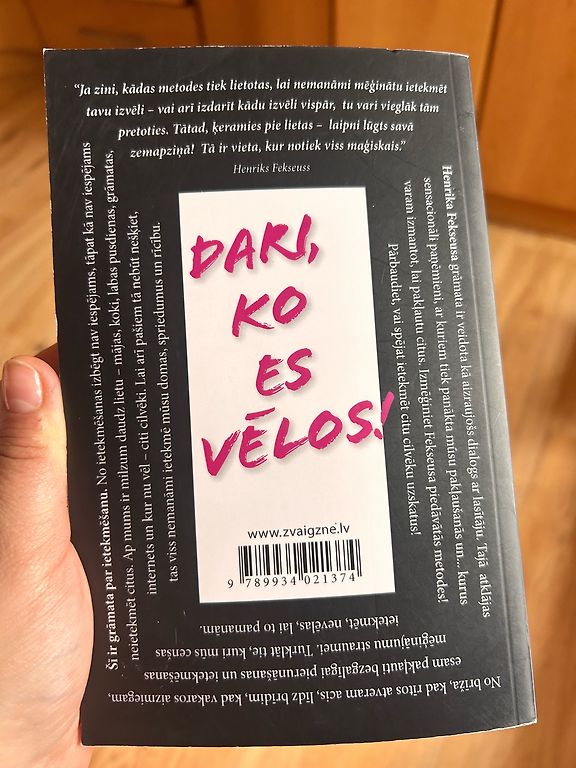 “Ja zini, kādas metodes tiek lietotas, lai nemanāmi mēģinātu ietekmēt
tavu izvēli – vai arī izdarīt kādu izvēli vispār, tu vari vieglāk tām
pretoties. Tātad, ķeramies pie lietas – laipni lūgts savā
zemapziņā! Tā ir vieta, kur notiek viss maģiskais.”
Henriks Fekseuss
Henrika Fekseusa grāmata ir veidota kā aizraujošs dialogs ar lasītāju. Tajā atklājas
sensacionāli paņēmieni, ar kuriem tiek panākta mūsu pakļaušanās un... kurus
varam izmantot, lai pakļautu citus. Izmēģiniet Fekseusa piedāvātās metodes!
Pārbaudiet, vai spējat ietekmēt citu cilvēku uzskatus!
No brīža, kad rītos atveram acis, līdz brīdim, kad vakaros aizmiegam,
esam pakļauti bezgalīgai pierunāšanas un ietekmēšanas
mēģinājumu straumei. Turklāt tie, kuri mūs cenšas
ietekmēt, nevēlas, lai to pamanām.
Šī ir grāmata par ietekmēšanu. No ietekmēšanas izbēgt nav iespējams, tāpat kā nav iespējams
neietekmēt citus. Ap mums ir milzum daudz lietu – mājas, koki, labas pusdienas, grāmatas,
internets un kur nu vēl – citi cilvēki. Lai arī pašiem tā nebūt nešķiet,
tas viss nemanāmi ietekmē mūsu domas, spriedumus un rīcību.
DARI,
KO
ES
VĒLOS!
www.zvaigzne.lv
9 789934 021374